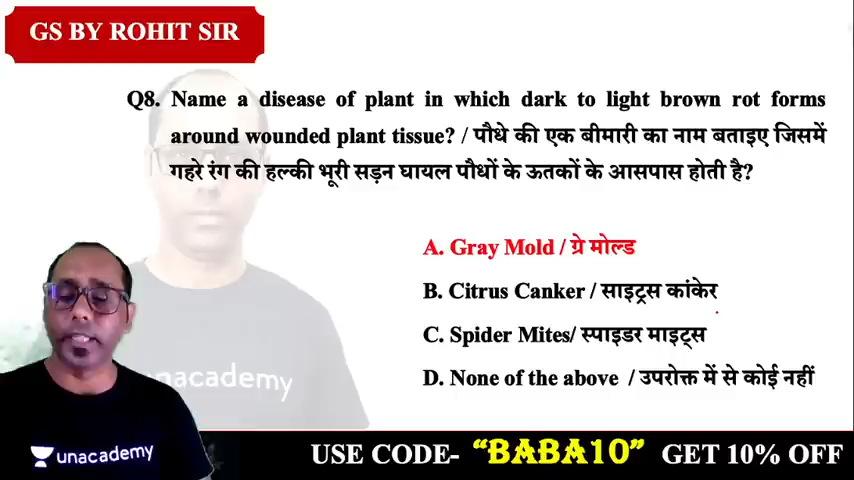 GS BY ROHIT SIR
Q8. Name a disease of plant in which dark to light brown rot forms
around wounded plant tissue? / पौधे की एक बीमारी का नाम बताइए जिसमें
गहरे रंग की हल्की भूरी सड़न घायल पौधों के ऊतकों के आसपास होती है?
A. Gray Mold / ग्रे मोल्ड
B. Citrus Canker / साइट्रस कांकेर
C. Spider Mites/ स्पाइडर माइट्स
D. None of the above / उपरोक्त में से कोई नहीं
unacademy
unacademy
USE CODE- “BABA10” GET 10% OFF